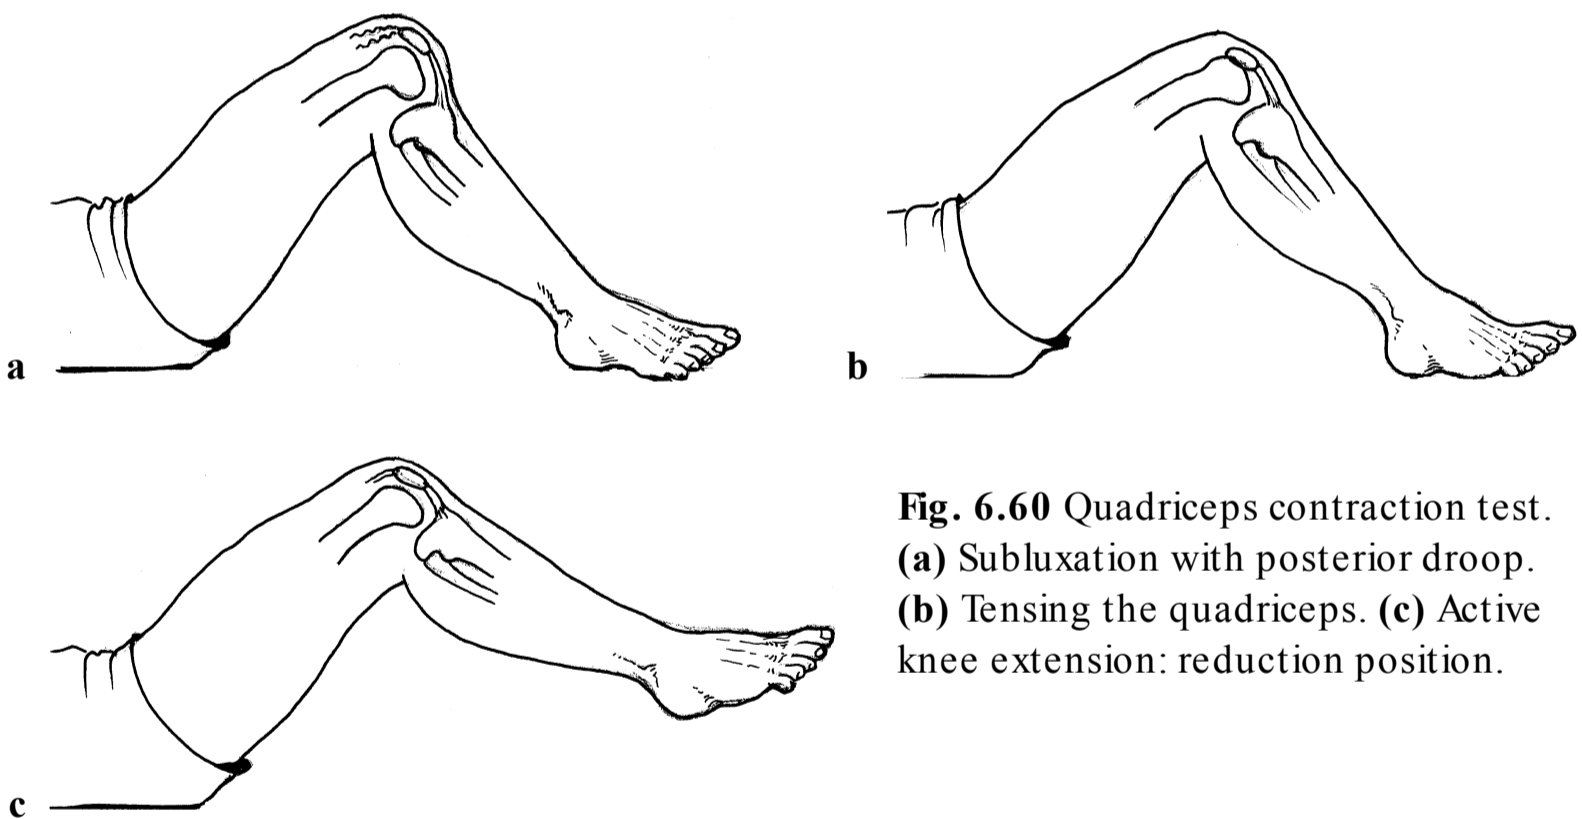 a
b
c
Fig. 6.60 Quadriceps contraction test.
(a) Subluxation with posterior droop.
(b) Tensing the quadriceps. (c) Active
knee extension: reduction position.